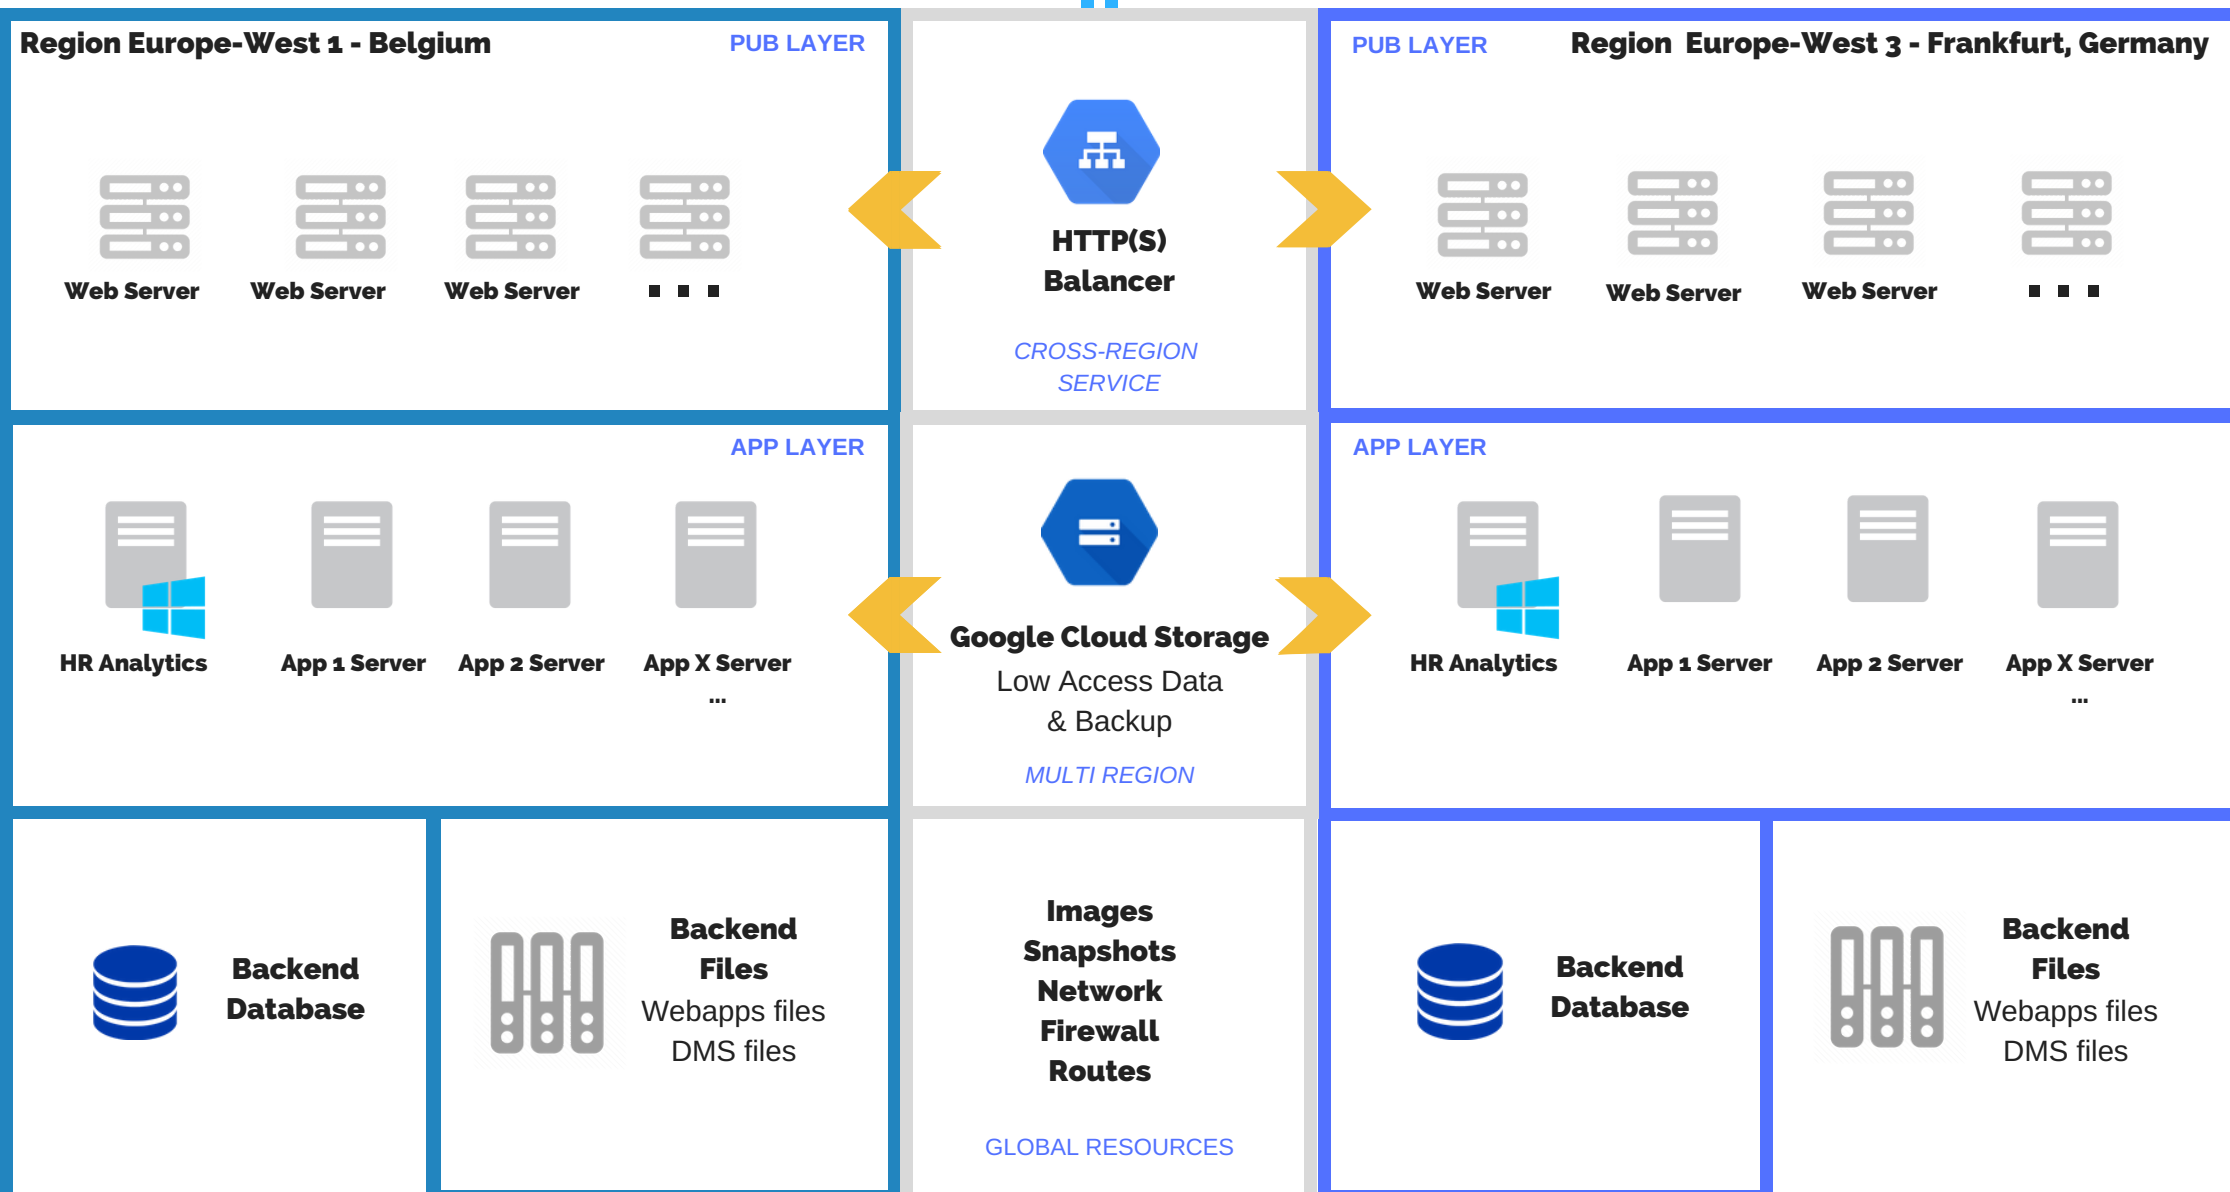 Region Europe-West 1 - Belgium
PUB LAYER
Web Server
Web Server
Web Server
...
HTTP(S)
Balancer
CROSS-REGION
SERVICE
PUB LAYER
Region Europe-West 3 - Frankfurt, Germany
Web Server
Web Server
Web Server
...
APP LAYER
HR Analytics
App 1 Server
App 2 Server
App X Server
...
Google Cloud Storage
Low Access Data
& Backup
MULTI REGION
APP LAYER
HR Analytics
App 1 Server
App 2 Server
App X Server
...
Backend
Database
Backend
Files
Webapps files
DMS files
Images
Snapshots
Network
Firewall
Routes
GLOBAL RESOURCES
Backend
Database
Backend
Files
Webapps files
DMS files